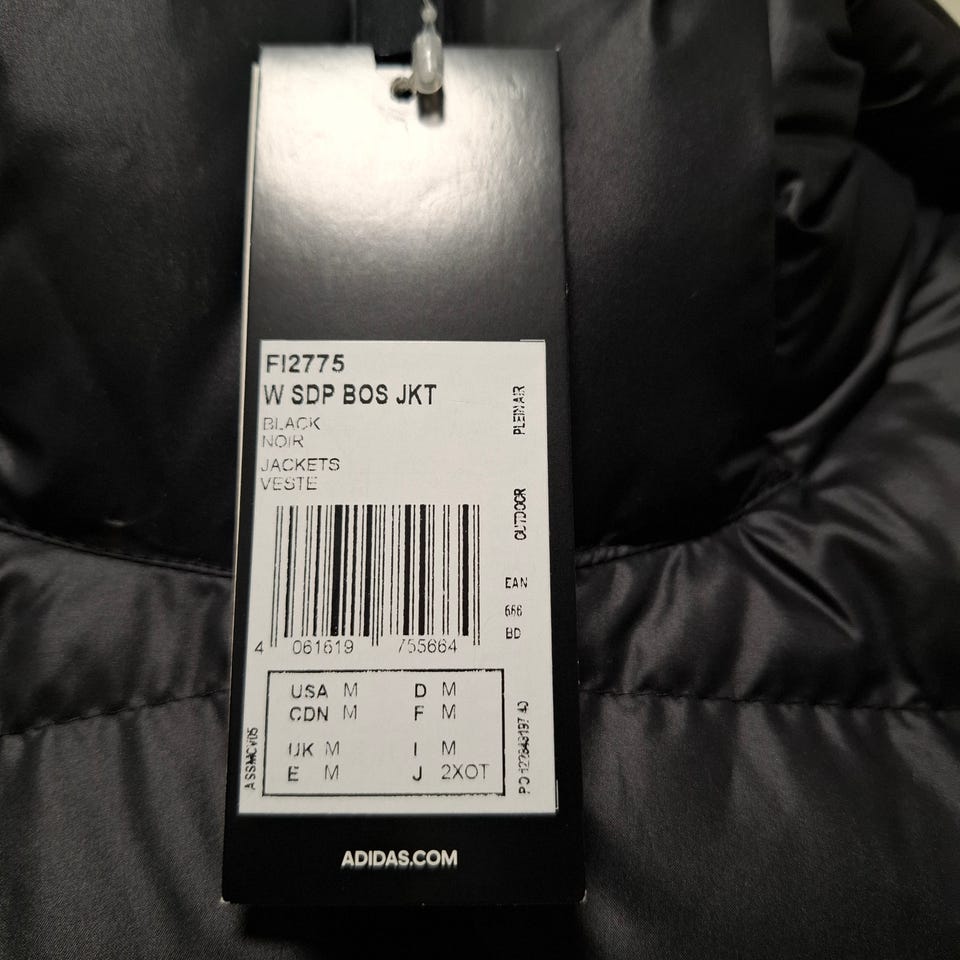 FI2775
W SDP BOS JKT
BLACK
NOIR
JACKETS
VESTE
PLEIN AIR
OUTDOOR
EAN
666
BD
4 061619 755664
USA M D M
CDN M F M
UK M I M
E M J 2XOT
ADIDAS.COM